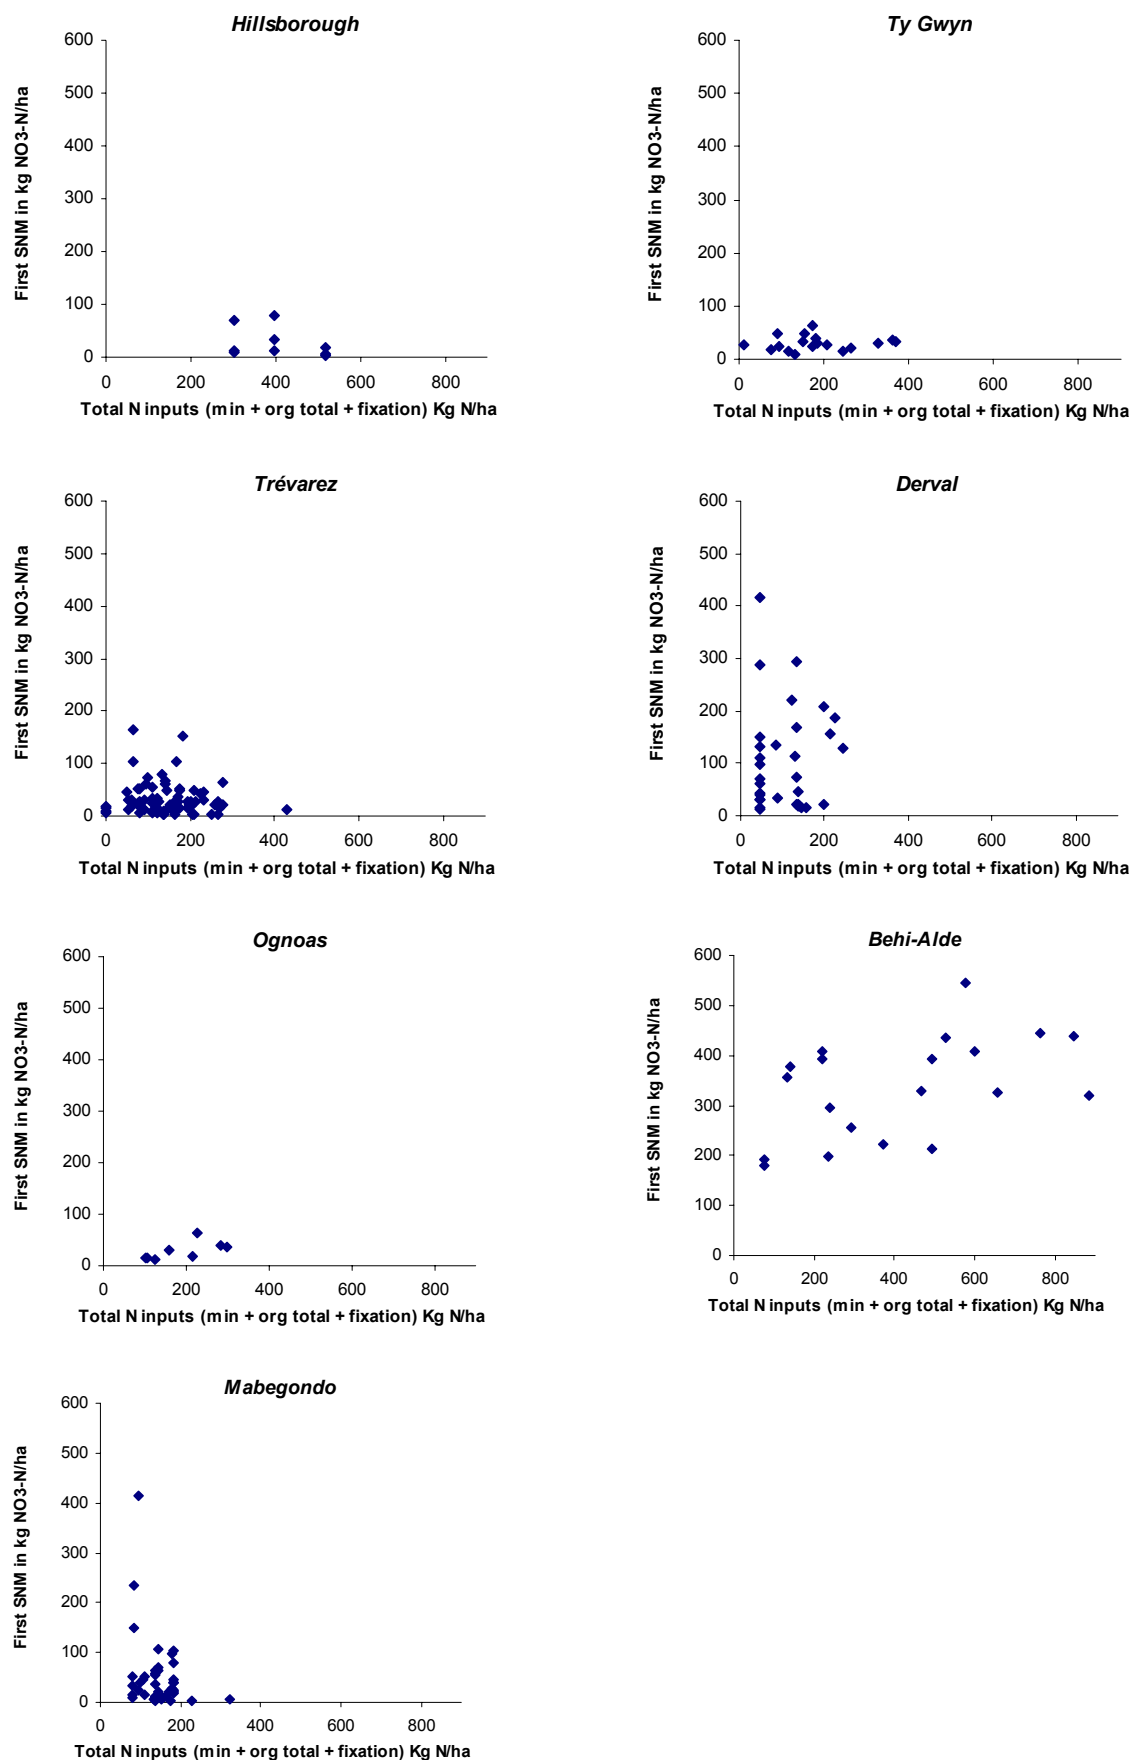 Hillsborough
600
500
400
300
200
100
0
First SNM in kg NO3-N/ha
0 200 400 600 800
Total N inputs (min + org total + fixation) Kg N/ha
Ty Gwyn
600
500
400
300
200
100
0
First SNM in kg NO3-N/ha
0 200 400 600 800
Total N inputs (min + org total + fixation) Kg N/ha
Trévarez
600
500
400
300
200
100
0
First SNM in kg NO3-N/ha
0 200 400 600 800
Total N inputs (min + org total + fixation) Kg N/ha
Derval
600
500
400
300
200
100
0
First SNM in kg NO3-N/ha
0 200 400 600 800
Total N inputs (min + org total + fixation) Kg N/ha
Ognoas
600
500
400
300
200
100
0
First SNM in kg NO3-N/ha
0 200 400 600 800
Total N inputs (min + org total + fixation) Kg N/ha
Behi-Alde
600
500
400
300
200
100
0
First SNM in kg NO3-N/ha
0 200 400 600 800
Total N inputs (min + org total + fixation) Kg N/ha
Mabegondo
600
500
400
300
200
100
0
First SNM in kg NO3-N/ha
0 200 400 600 800
Total N inputs (min + org total + fixation) Kg N/ha